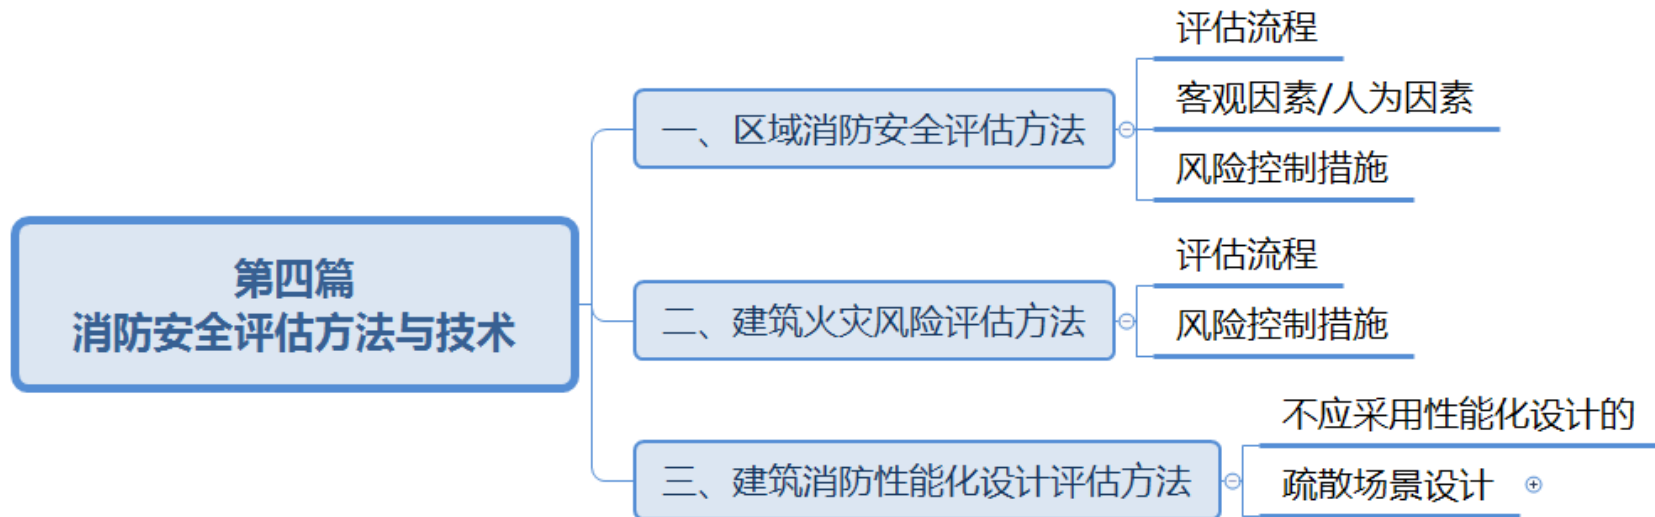 第四篇
消防安全评估方法与技术
一、区域消防安全评估方法
评估流程
客观因素/人为因素
风险控制措施
二、建筑火灾风险评估方法
评估流程
风险控制措施
三、建筑消防性能化设计评估方法
不应采用性能化设计的
疏散场景设计